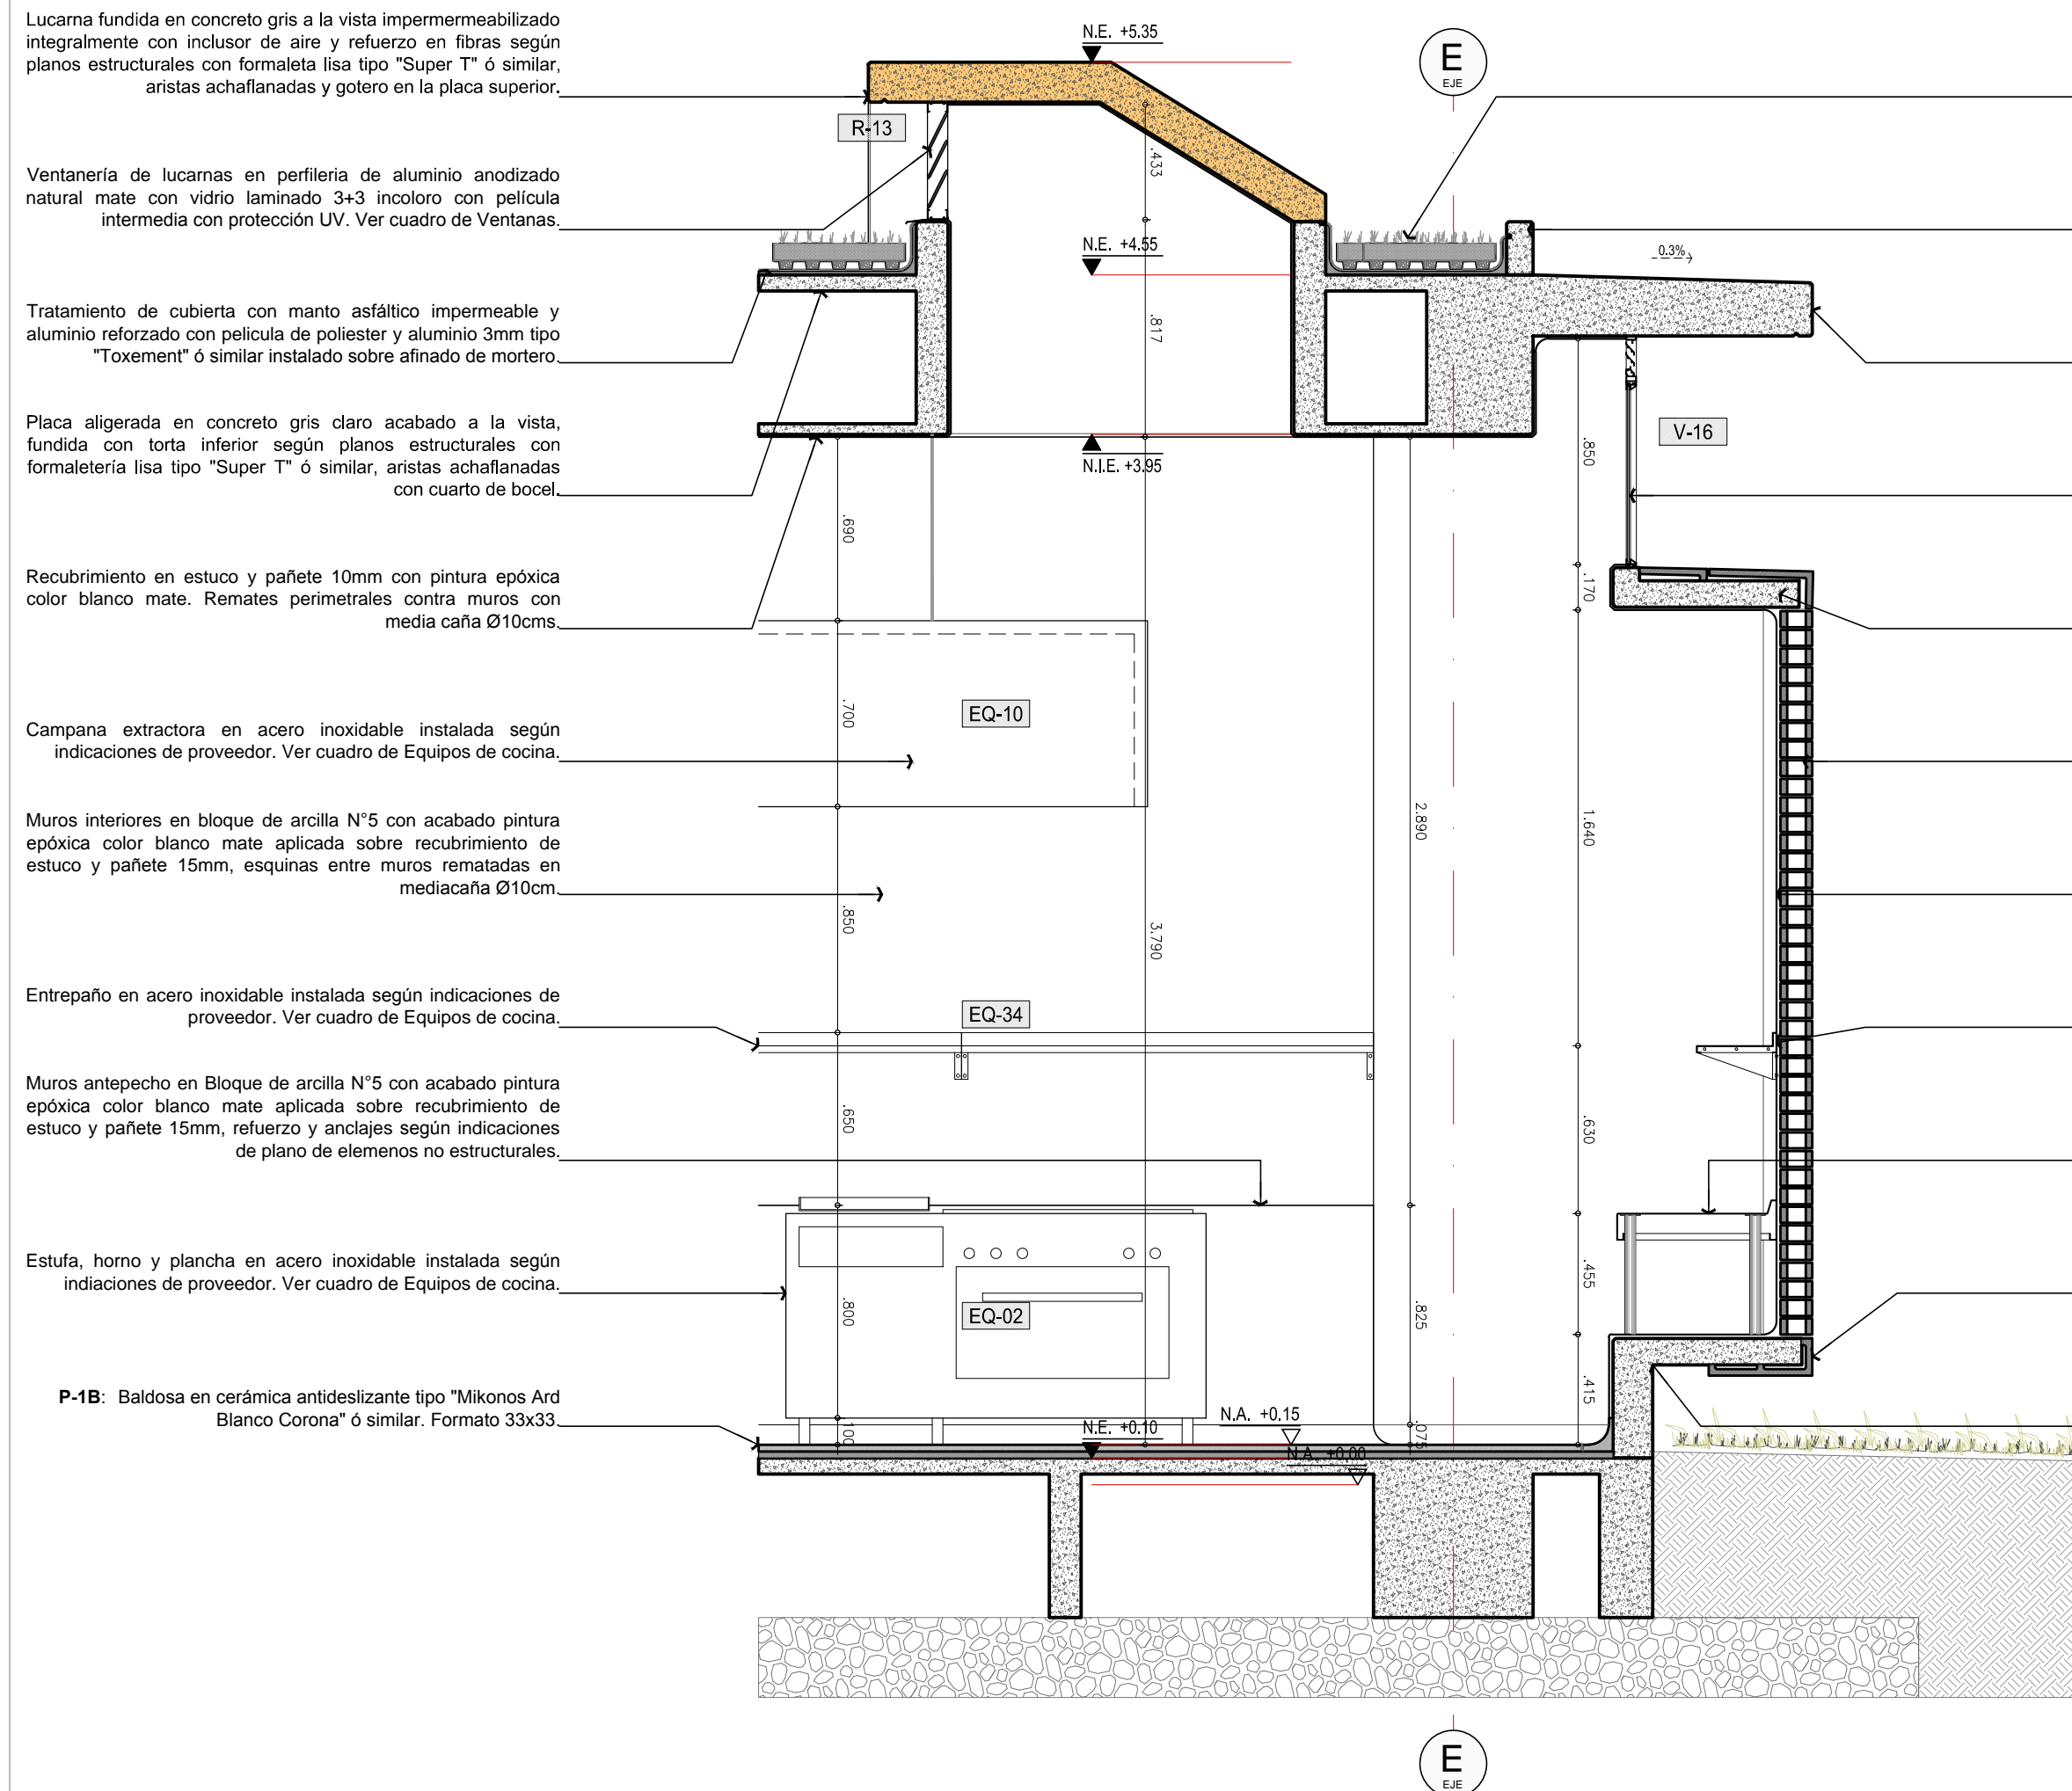 Lucarna fundida en concreto gris a la vista impermermeabilizado
integralmente con inclusor de aire y refuerzo en fibras según
planos estructurales con formaleta lisa tipo "Super T" ó similar,
aristas achaflanadas y gotero en la placa superior.
Ventanería de lucarnas en perfileria de aluminio anodizado
natural mate con vidrio laminado 3+3 incoloro con película
intermedia con protección UV. Ver cuadro de Ventanas.
Tratamiento de cubierta con manto asfáltico impermeable y
aluminio reforzado con pelicula de poliester y aluminio 3mm tipo
"Toxement" ó similar instalado sobre afinado de mortero.
Placa aligerada en concreto gris claro acabado a la vista,
fundida con torta inferior según planos estructurales con
formaletería lisa tipo "Super T" ó similar, aristas achaflanadas
con cuarto de bocel.
Recubrimiento en estuco y pañete 10mm con pintura epóxica
color blanco mate. Remates perimetrales contra muros con
media caña Ø10cms.
Campana extractora en acero inoxidable instalada según
indicaciones de proveedor. Ver cuadro de Equipos de cocina.
Muros interiores en bloque de arcilla N°5 con acabado pintura
epóxica color blanco mate aplicada sobre recubrimiento de
estuco y pañete 15mm, esquinas entre muros rematadas en
mediacaña Ø10cm.
Entrepaño en acero inoxidable instalada según indicaciones de
proveedor. Ver cuadro de Equipos de cocina.
Muros antepecho en Bloque de arcilla N°5 con acabado pintura
epóxica color blanco mate aplicada sobre recubrimiento de
estuco y pañete 15mm, refuerzo y anclajes según indicaciones
de plano de elemenos no estructurales.
Estufa, horno y plancha en acero inoxidable instalada según
indiaciones de proveedor. Ver cuadro de Equipos de cocina.
P-1B: Baldosa en cerámica antideslizante tipo "Mikonos Ard
Blanco Corona" ó similar. Formato 33x33.
N.E. +5.35
E
EJE
R-13
.433
N.E. +4.55
0.3%
.817
V-16
.850
N.I.E. +3.95
.690
.170
.700
EQ-10
2.890
1.640
.850
3.790
EQ-34
.650
.630
.455
.800
EQ-02
.825
.415
N.A. +0.15
N.E. +0.10
.100
.075
N.A. +0.00
E
EJE